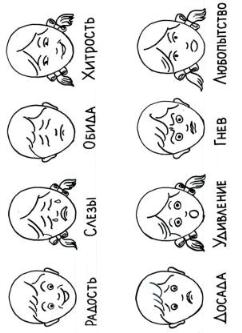 РАДОСТЬ
СЛЕЗЫ
ОБИДА
ХИТРОСТЬ
ДОСАДА
УДИВЛЕНИЕ
ГНЕВ
ЛЮБОПЫТСТВО